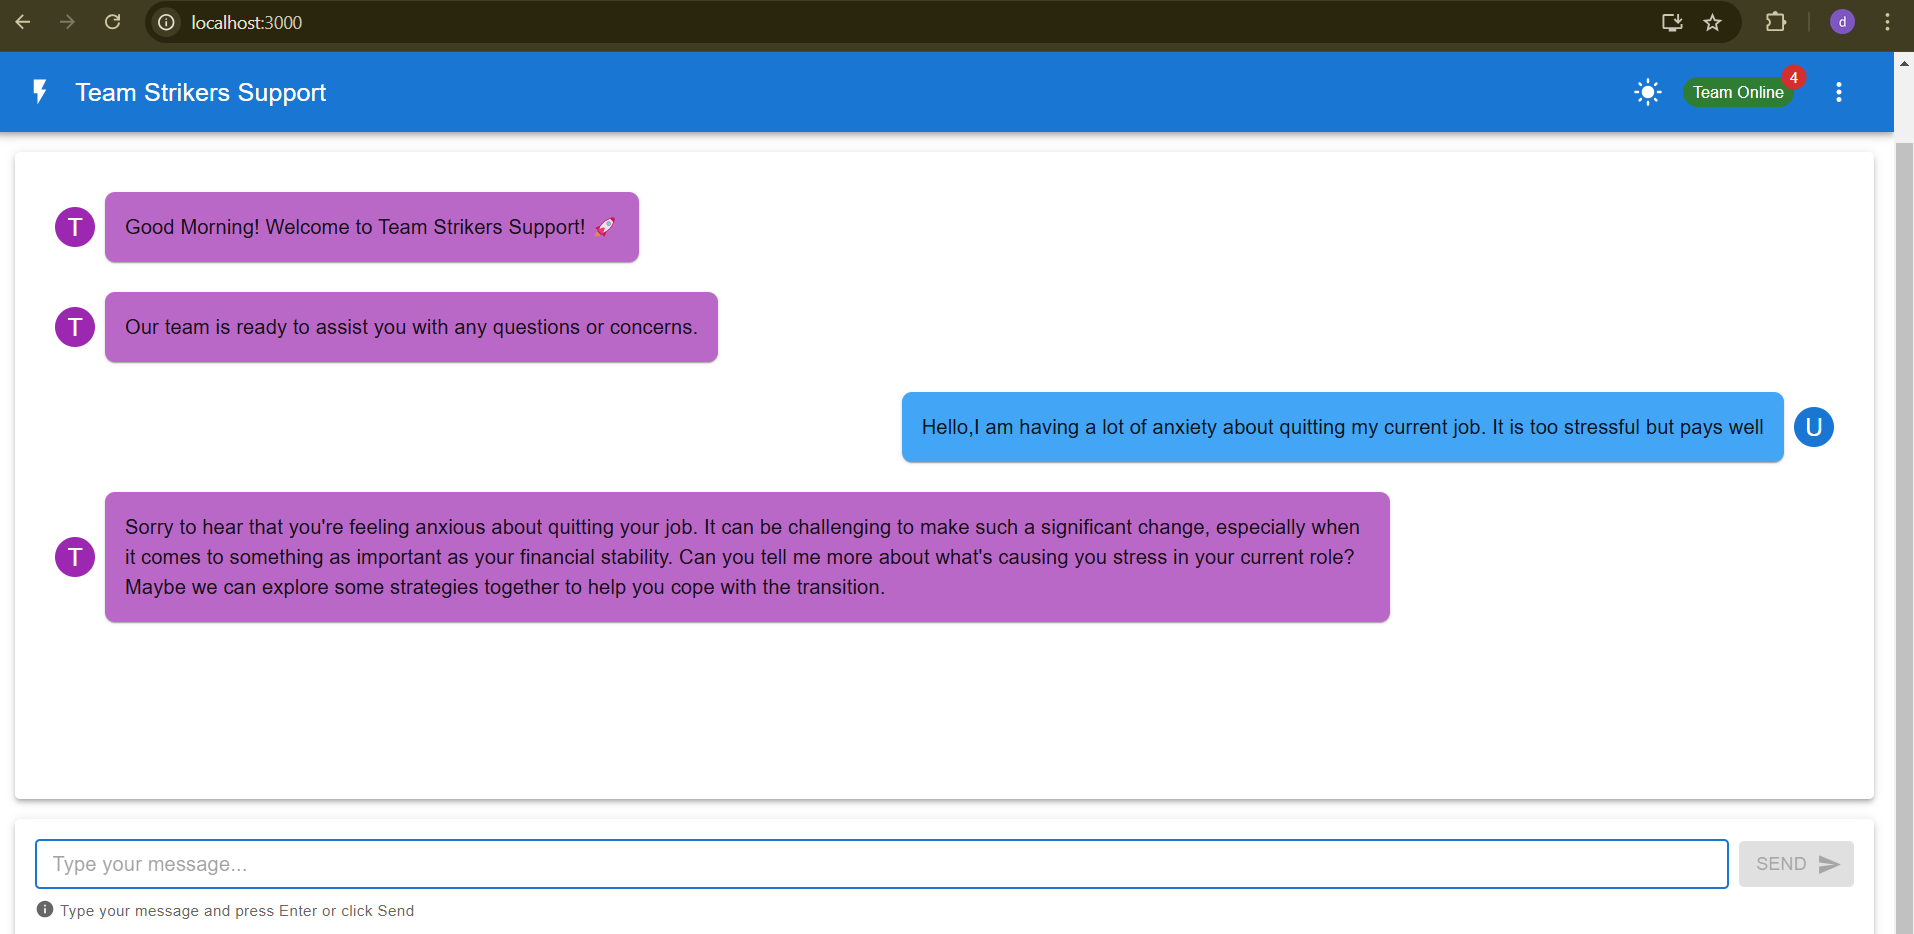 localhost:3000
d
Team Strikers Support
Team Online
4
T
Good Morning! Welcome to Team Strikers Support! 🚀
T
Our team is ready to assist you with any questions or concerns.
Hello,I am having a lot of anxiety about quitting my current job. It is too stressful but pays well
U
T
Sorry to hear that you're feeling anxious about quitting your job. It can be challenging to make such a significant change, especially when
it comes to something as important as your financial stability. Can you tell me more about what's causing you stress in your current role?
Maybe we can explore some strategies together to help you cope with the transition.
Type your message...
SEND
Type your message and press Enter or click Send